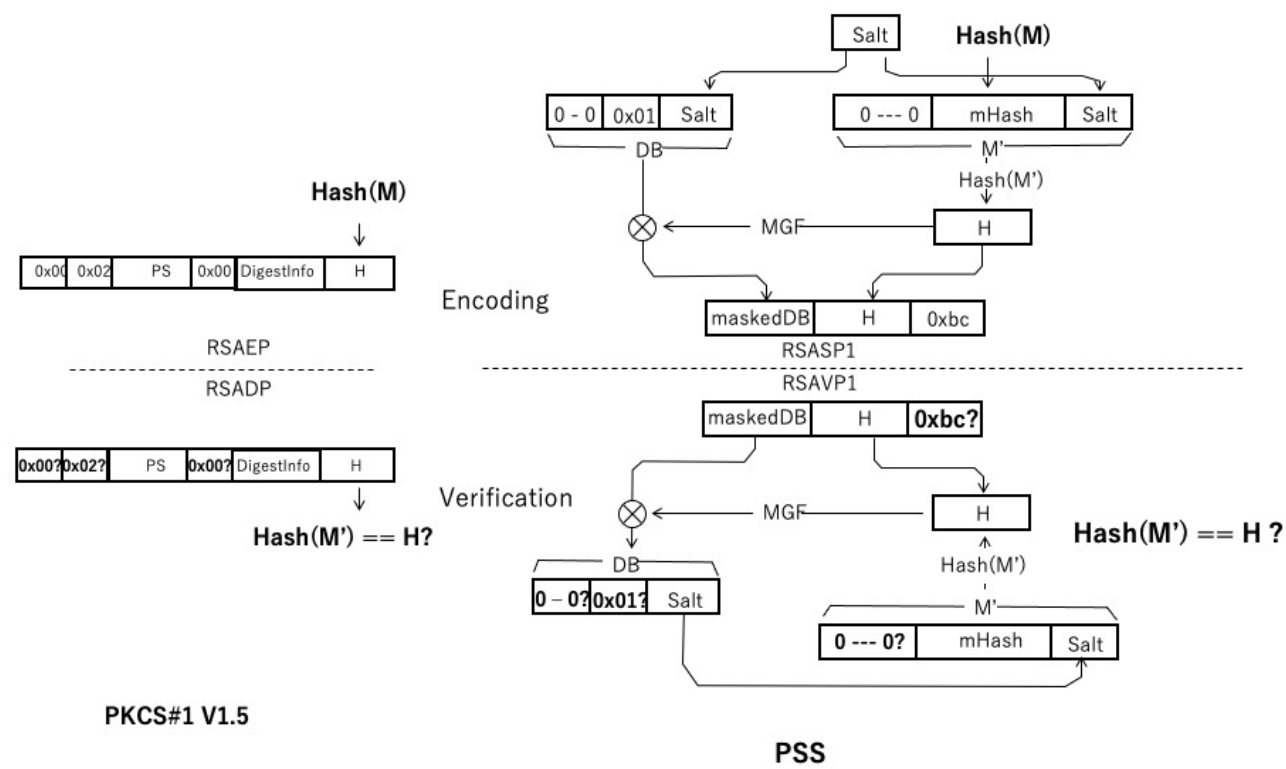 Hash(M)
0x00 0x02 PS 0x00 DigestInfo H
RSAEP
RSADP
0x00? 0x02? PS 0x00? DigestInfo H
Hash(M') == H?
PKCS#1 V1.5
Encoding
Verification
Salt
Hash(M)
0 - 0 0x01 Salt
0 --- 0 mHash Salt
DB
M'
Hash(M')
MGF
H
maskedDB H 0xbc
RSASP1
RSAVP1
maskedDB H 0xbc?
MGF
H
Hash(M') == H ?
DB
Hash(M')
0 – 0? 0x01? Salt
M'
0 --- 0? mHash Salt
PSS